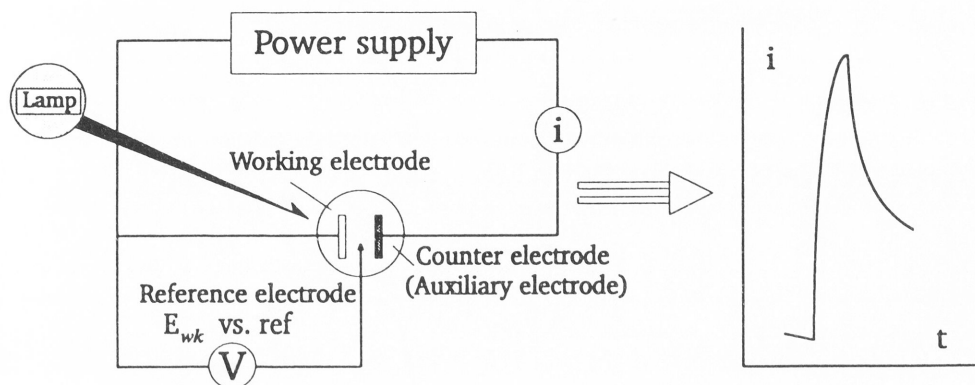 Power supply
Lamp
i
Working electrode
Counter electrode
(Auxiliary electrode)
Reference electrode
E_wk vs. ref
V
i
t